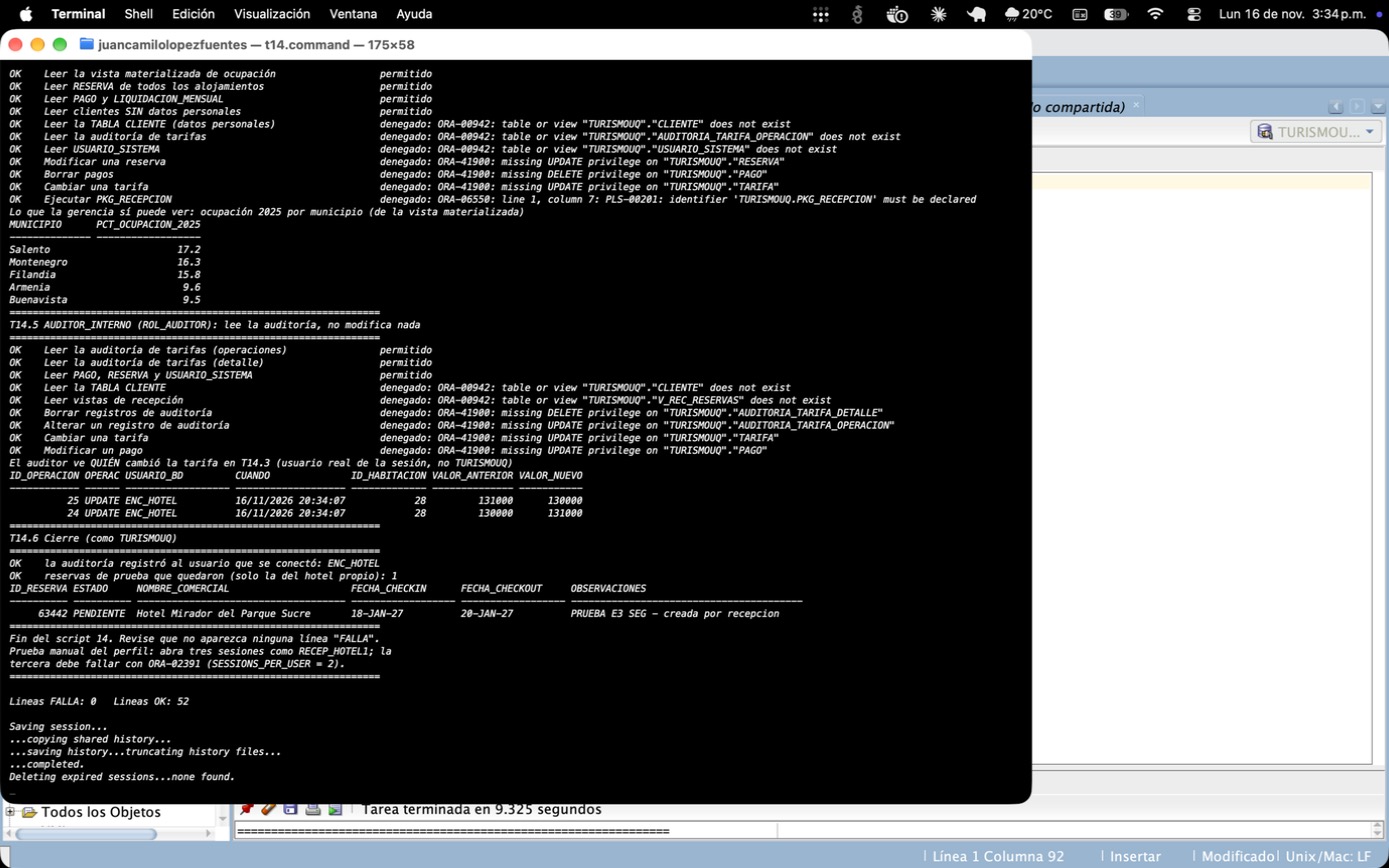 Terminal Shell Edición Visualización Ventana Ayuda 20°C 39 Lun 16 de nov. 3:34 p.m.
juancamilolopezfuentes — t14.command — 175×58
OK Leer la vista materializada de ocupación permitido
OK Leer RESERVA de todos los alojamientos permitido
OK Leer PAGO y LIQUIDACION_MENSUAL permitido
OK Leer clientes SIN datos personales permitido
OK Leer la TABLA CLIENTE (datos personales) denegado: ORA-00942: table or view "TURISMOUQ"."CLIENTE" does not exist
OK Leer la auditoría de tarifas denegado: ORA-00942: table or view "TURISMOUQ"."AUDITORIA_TARIFA_OPERACION" does not exist
OK Leer USUARIO_SISTEMA denegado: ORA-00942: table or view "TURISMOUQ"."USUARIO_SISTEMA" does not exist
OK Modificar una reserva denegado: ORA-41900: missing UPDATE privilege on "TURISMOUQ"."RESERVA"
OK Borrar pagos denegado: ORA-41900: missing DELETE privilege on "TURISMOUQ"."PAGO"
OK Cambiar una tarifa denegado: ORA-41900: missing UPDATE privilege on "TURISMOUQ"."TARIFA"
OK Ejecutar PKG_RECEPCION denegado: ORA-06550: line 1, column 7: PLS-00201: identifier 'TURISMOUQ.PKG_RECEPCION' must be declared
Lo que la gerencia sí puede ver: ocupación 2025 por municipio (de la vista materializada)
MUNICIPIO PCT_OCUPACION_2025
-------------- ------------------
Salento 17.2
Montenegro 16.3
Filandia 15.8
Armenia 9.6
Buenavista 9.5
================================================================
T14.5 AUDITOR_INTERNO (ROL_AUDITOR): lee la auditoría, no modifica nada
================================================================
OK Leer la auditoría de tarifas (operaciones) permitido
OK Leer la auditoría de tarifas (detalle) permitido
OK Leer PAGO, RESERVA y USUARIO_SISTEMA permitido
OK Leer la TABLA CLIENTE denegado: ORA-00942: table or view "TURISMOUQ"."CLIENTE" does not exist
OK Leer vistas de recepción denegado: ORA-00942: table or view "TURISMOUQ"."V_REC_RESERVAS" does not exist
OK Borrar registros de auditoría denegado: ORA-41900: missing DELETE privilege on "TURISMOUQ"."AUDITORIA_TARIFA_DETALLE"
OK Alterar un registro de auditoría denegado: ORA-41900: missing UPDATE privilege on "TURISMOUQ"."AUDITORIA_TARIFA_OPERACION"
OK Cambiar una tarifa denegado: ORA-41900: missing UPDATE privilege on "TURISMOUQ"."TARIFA"
OK Modificar un pago denegado: ORA-41900: missing UPDATE privilege on "TURISMOUQ"."PAGO"
El auditor ve QUIÉN cambió la tarifa en T14.3 (usuario real de la sesión, no TURISMOUQ)
ID_OPERACION OPERAC USUARIO_BD CUANDO ID_HABITACION VALOR_ANTERIOR VALOR_NUEVO
------------ ------ ------------------ ------------------- ------------- -------------- -----------
25 UPDATE ENC_HOTEL 16/11/2026 20:34:07 28 131000 130000
24 UPDATE ENC_HOTEL 16/11/2026 20:34:07 28 130000 131000
================================================================
T14.6 Cierre (como TURISMOUQ)
================================================================
OK la auditoría registró al usuario que se conectó: ENC_HOTEL
OK reservas de prueba que quedaron (solo la del hotel propio): 1
ID_RESERVA ESTADO NOMBRE_COMERCIAL FECHA_CHECKIN FECHA_CHECKOUT OBSERVACIONES
---------- ---------- ------------------------------------ ------------------ ------------------ ----------------------------------------
63442 PENDIENTE Hotel Mirador del Parque Sucre 18-JAN-27 20-JAN-27 PRUEBA E3 SEG - creada por recepcion
================================================================
Fin del script 14. Revise que no aparezca ninguna línea "FALLA".
Prueba manual del perfil: abra tres sesiones como RECEP_HOTEL1; la
tercera debe fallar con ORA-02391 (SESSIONS_PER_USER = 2).
================================================================
Lineas FALLA: 0 Lineas OK: 52
Saving session...
...copying shared history...
...saving history...truncating history files...
...completed.
Deleting expired sessions...none found.
o compartida)
TURISMOU...
Todos los Objetos
Tarea terminada en 9.325 segundos
================================================================
Línea 1 Columna 92 Insertar Modificado Unix/Mac: LF